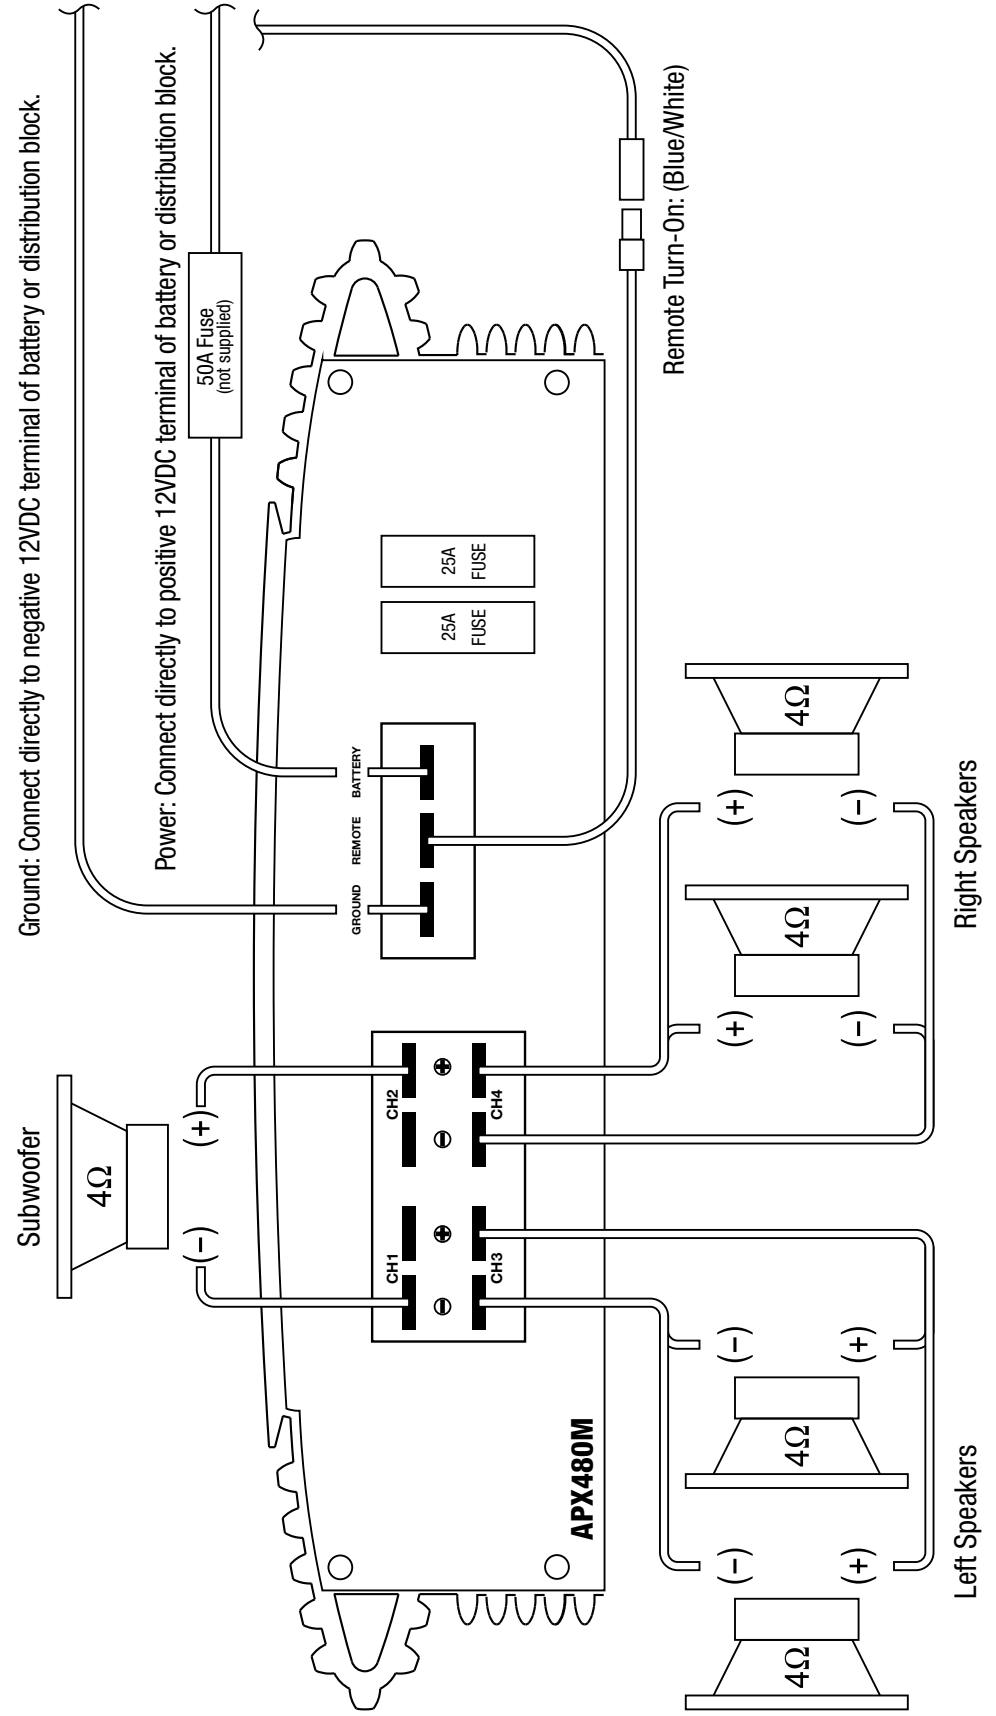 Ground: Connect directly to negative 12VDC terminal of battery or distribution block.
Power: Connect directly to positive 12VDC terminal of battery or distribution block.
50A Fuse
(not supplied)
Remote Turn-On: (Blue/White)
Subwoofer
4Ω
(−)
(+)
GROUND
REMOTE
BATTERY
25A
FUSE
25A
FUSE
CH1
CH2
CH3
CH4
APX480M
(−)
(−)
(+)
(+)
4Ω
4Ω
4Ω
4Ω
(+)
(+)
(−)
(−)
Left Speakers
Right Speakers